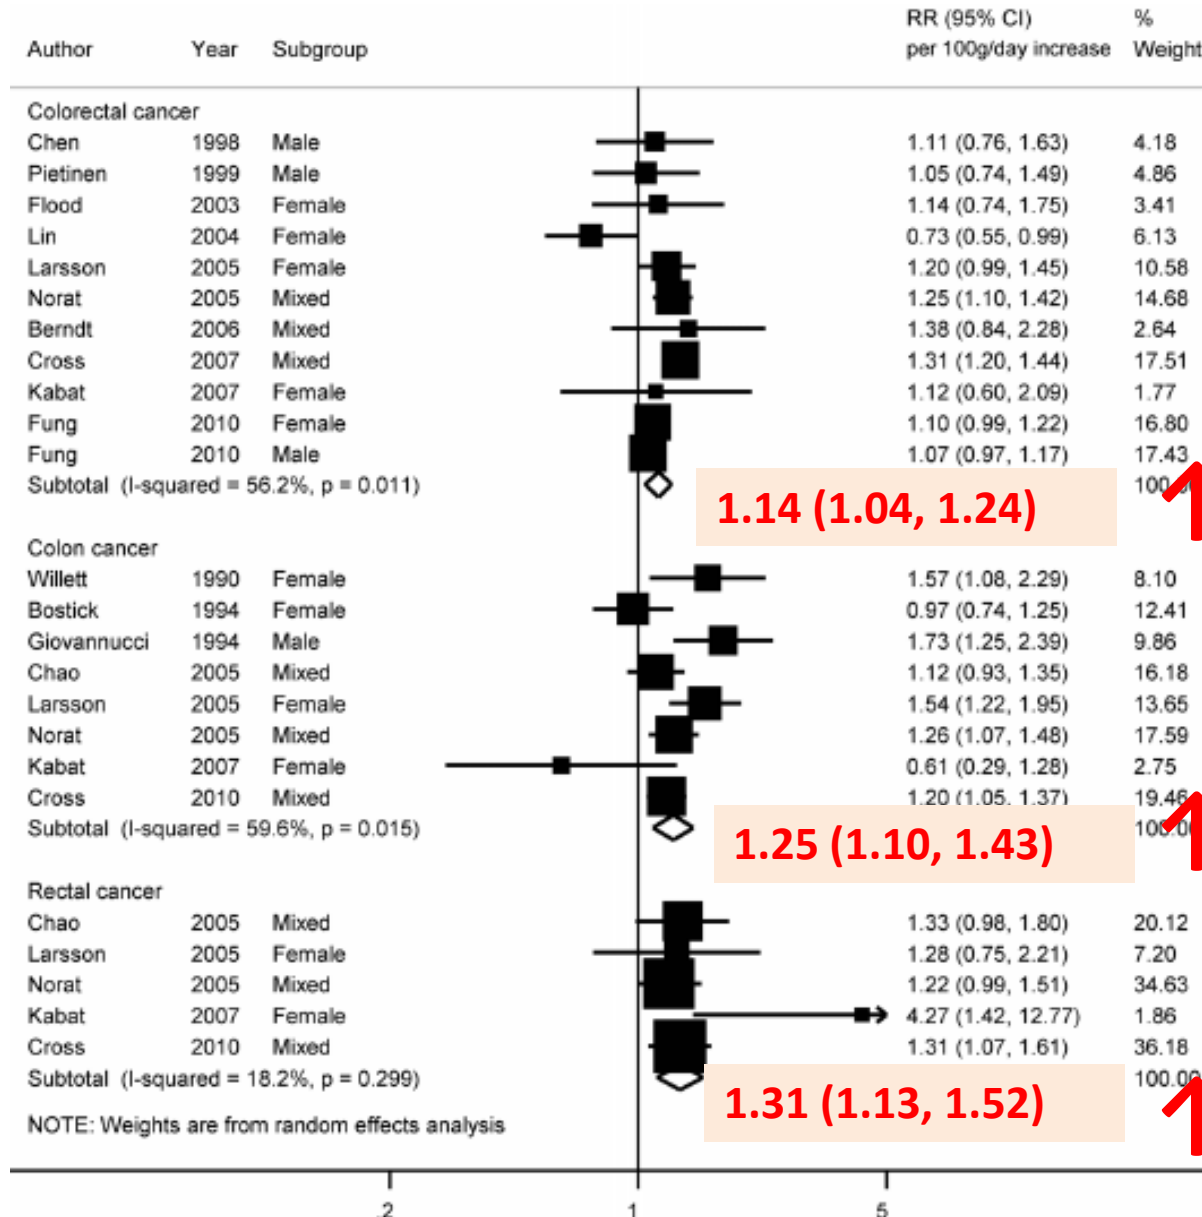 RR (95% CI) %
Author Year Subgroup per 100g/day increase Weight
Colorectal cancer
Chen 1998 Male 1.11 (0.76, 1.63) 4.18
Pietinen 1999 Male 1.05 (0.74, 1.49) 4.86
Flood 2003 Female 1.14 (0.74, 1.75) 3.41
Lin 2004 Female 0.73 (0.55, 0.99) 6.13
Larsson 2005 Female 1.20 (0.99, 1.45) 10.58
Norat 2005 Mixed 1.25 (1.10, 1.42) 14.68
Berndt 2006 Mixed 1.38 (0.84, 2.28) 2.64
Cross 2007 Mixed 1.31 (1.20, 1.44) 17.51
Kabat 2007 Female 1.12 (0.60, 2.09) 1.77
Fung 2010 Female 1.10 (0.99, 1.22) 16.80
Fung 2010 Male 1.07 (0.97, 1.17) 17.43
Subtotal (I-squared = 56.2%, p = 0.011)
1.14 (1.04, 1.24)
Colon cancer
Willett 1990 Female 1.57 (1.08, 2.29) 8.10
Bostick 1994 Female 0.97 (0.74, 1.25) 12.41
Giovannucci 1994 Male 1.73 (1.25, 2.39) 9.86
Chao 2005 Mixed 1.12 (0.93, 1.35) 16.18
Larsson 2005 Female 1.54 (1.22, 1.95) 13.65
Norat 2005 Mixed 1.26 (1.07, 1.48) 17.59
Kabat 2007 Female 0.61 (0.29, 1.28) 2.75
Cross 2010 Mixed 1.20 (1.05, 1.37) 19.46
Subtotal (I-squared = 59.6%, p = 0.015) 100.00
1.25 (1.10, 1.43)
Rectal cancer
Chao 2005 Mixed 1.33 (0.98, 1.80) 20.12
Larsson 2005 Female 1.28 (0.75, 2.21) 7.20
Norat 2005 Mixed 1.22 (0.99, 1.51) 34.63
Kabat 2007 Female 4.27 (1.42, 12.77) 1.86
Cross 2010 Mixed 1.31 (1.07, 1.61) 36.18
Subtotal (I-squared = 18.2%, p = 0.299) 100.00
1.31 (1.13, 1.52)
NOTE: Weights are from random effects analysis
.2 1 5